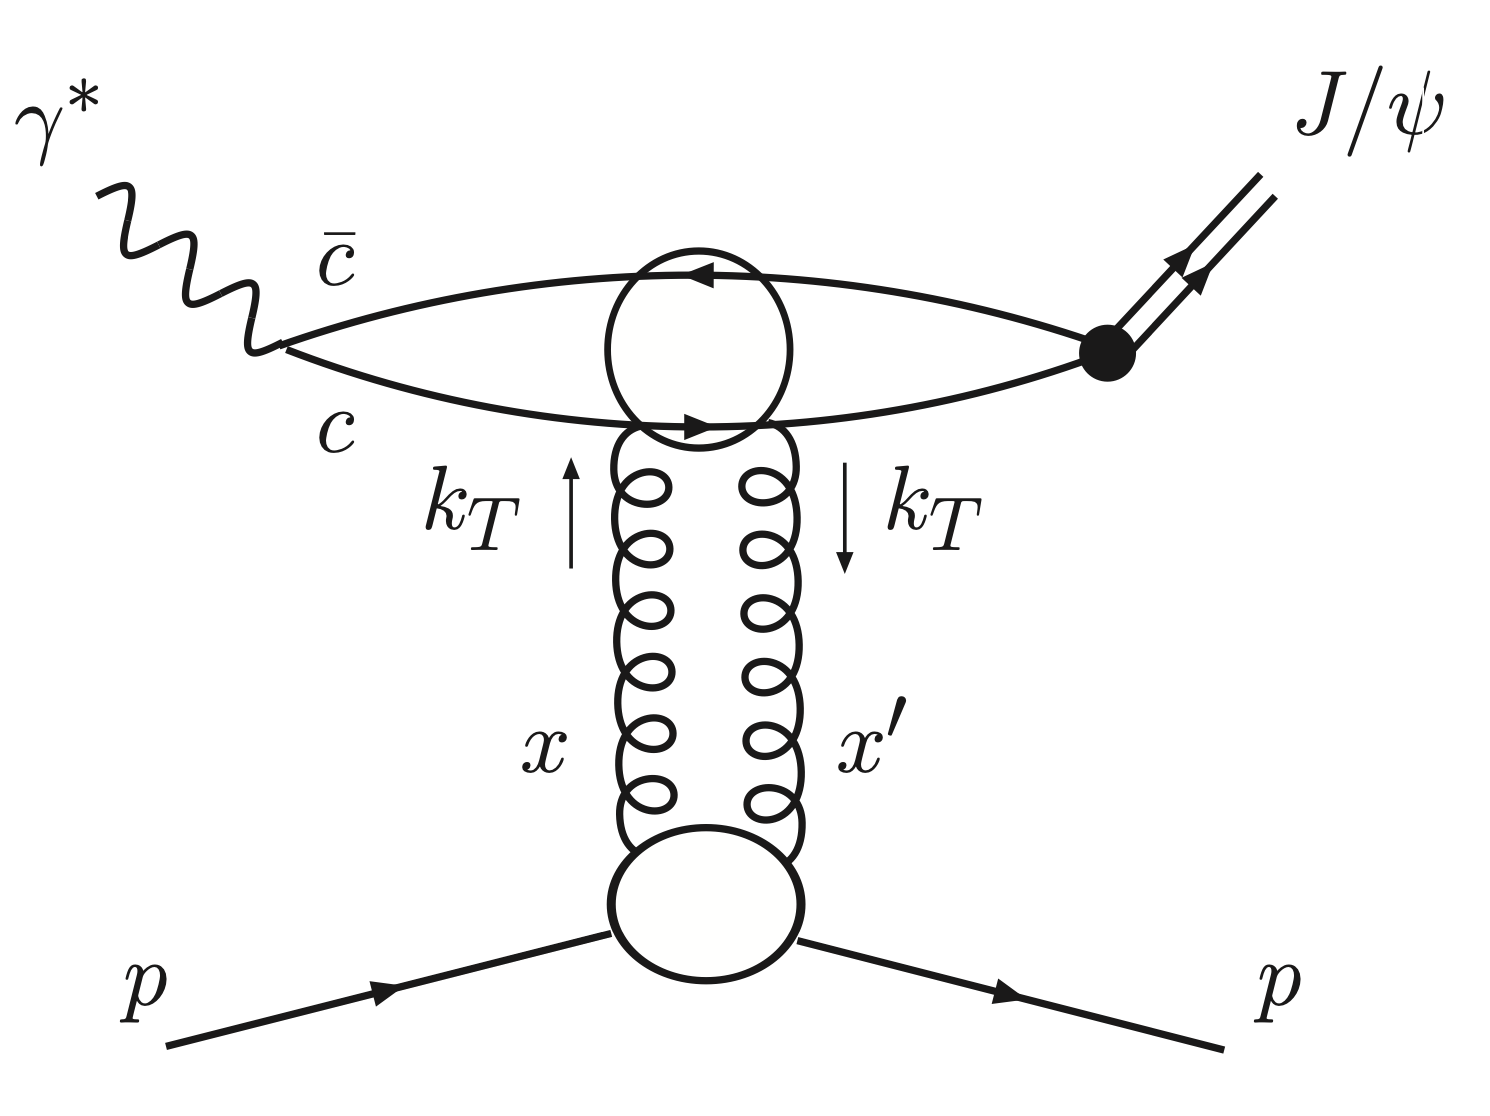 γ*
J/ψ
c̄
c
k_T
k_T
x
x′
p
p